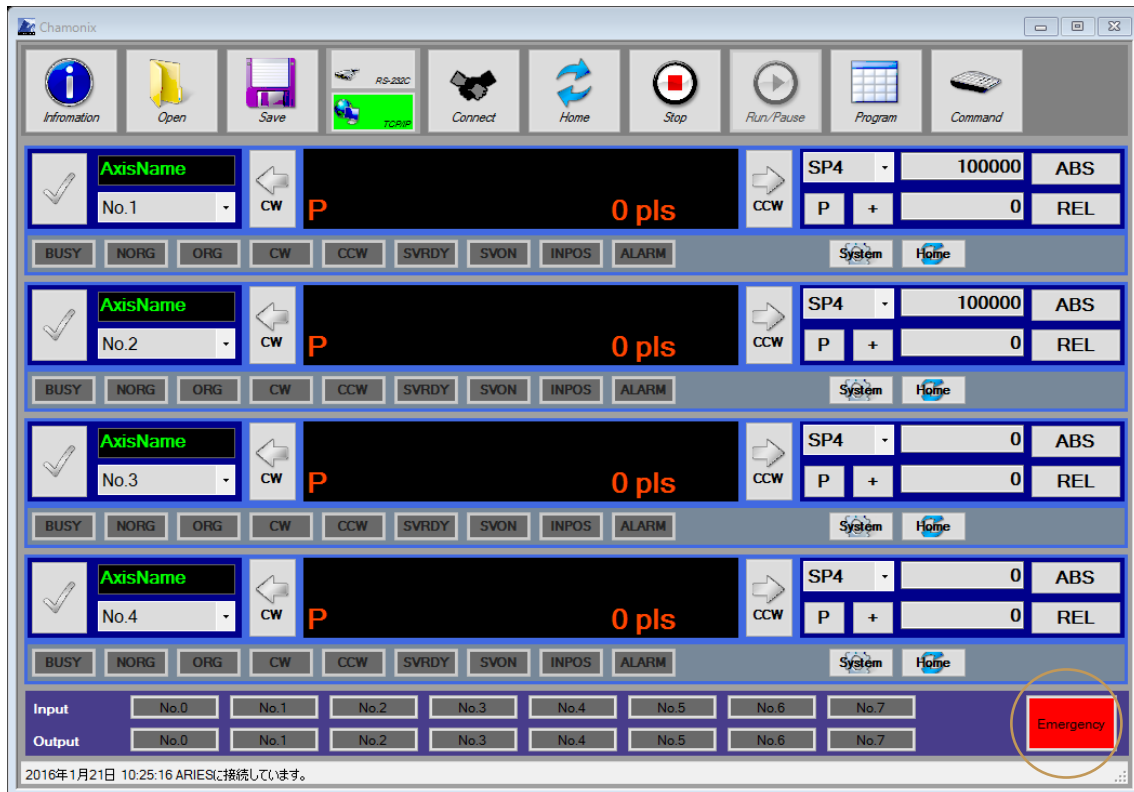 Chamonix
Infromation Open Save RS-232C Connect Home Stop Run/Pause Program Command
TCP/IP
AxisName SP4 100000 ABS
No.1 CW P 0 pls CCW P + 0 REL
BUSY NORG ORG CW CCW SVRDY SVON INPOS ALARM System Home
AxisName SP4 100000 ABS
No.2 CW P 0 pls CCW P + 0 REL
BUSY NORG ORG CW CCW SVRDY SVON INPOS ALARM System Home
AxisName SP4 0 ABS
No.3 CW P 0 pls CCW P + 0 REL
BUSY NORG ORG CW CCW SVRDY SVON INPOS ALARM System Home
AxisName SP4 0 ABS
No.4 CW P 0 pls CCW P + 0 REL
BUSY NORG ORG CW CCW SVRDY SVON INPOS ALARM System Home
Input No.0 No.1 No.2 No.3 No.4 No.5 No.6 No.7
Emergency
Output No.0 No.1 No.2 No.3 No.4 No.5 No.6 No.7
2016年1月21日 10:25:16 ARIESに接続しています。